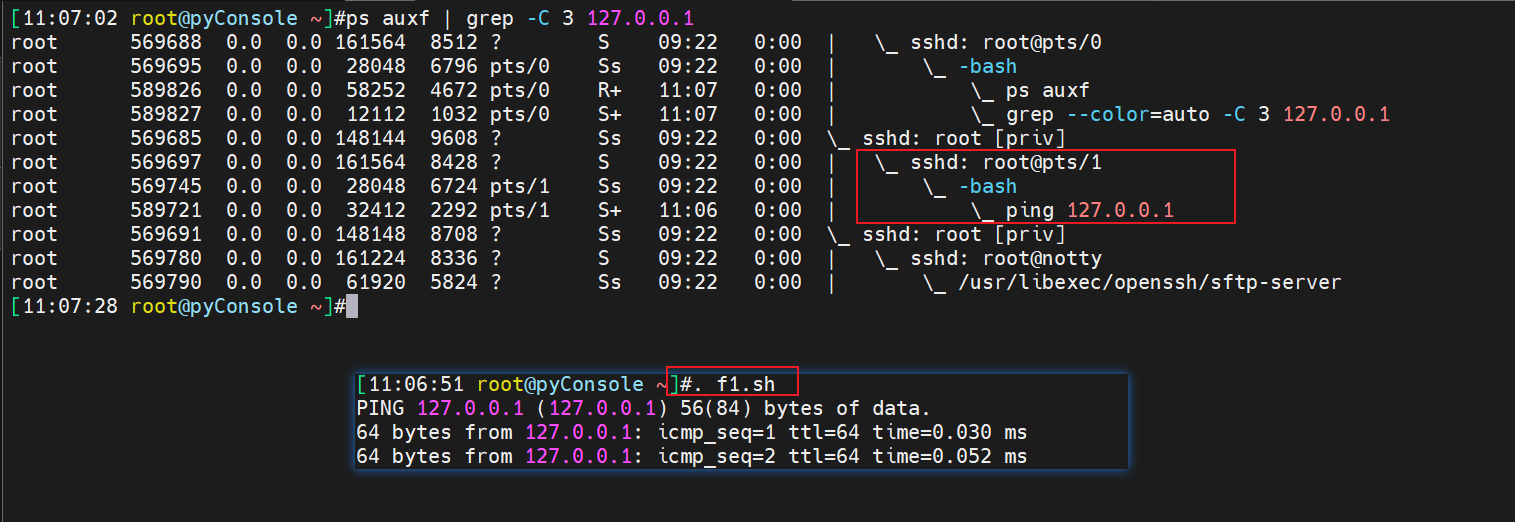 [11:07:02 root@pyConsole ~]#ps auxf | grep -C 3 127.0.0.1
root      569688  0.0  0.0 161564  8512 ?        S    09:22   0:00  |   \_ sshd: root@pts/0
root      569695  0.0  0.0  28048  6796 pts/0    Ss   09:22   0:00  |       \_ -bash
root      589826  0.0  0.0  58252  4672 pts/0    R+   11:07   0:00  |           \_ ps auxf
root      589827  0.0  0.0  12112  1032 pts/0    S+   11:07   0:00  |           \_ grep --color=auto -C 3 127.0.0.1
root      569685  0.0  0.0 148144  9608 ?        Ss   09:22   0:00  \_ sshd: root [priv]
root      569697  0.0  0.0 161564  8428 ?        S    09:22   0:00  |   \_ sshd: root@pts/1
root      569745  0.0  0.0  28048  6724 pts/1    Ss   09:22   0:00  |       \_ -bash
root      589721  0.0  0.0  32412  2292 pts/1    S+   11:06   0:00  |           \_ ping 127.0.0.1
root      569691  0.0  0.0 148148  8708 ?        Ss   09:22   0:00  \_ sshd: root [priv]
root      569780  0.0  0.0 161224  8336 ?        S    09:22   0:00  |   \_ sshd: root@notty
root      569790  0.0  0.0  61920  5824 ?        Ss   09:22   0:00  |       \_ /usr/libexec/openssh/sftp-server
[11:07:28 root@pyConsole ~]#
[11:06:51 root@pyConsole ~]#. f1.sh
PING 127.0.0.1 (127.0.0.1) 56(84) bytes of data.
64 bytes from 127.0.0.1: icmp_seq=1 ttl=64 time=0.030 ms
64 bytes from 127.0.0.1: icmp_seq=2 ttl=64 time=0.052 ms